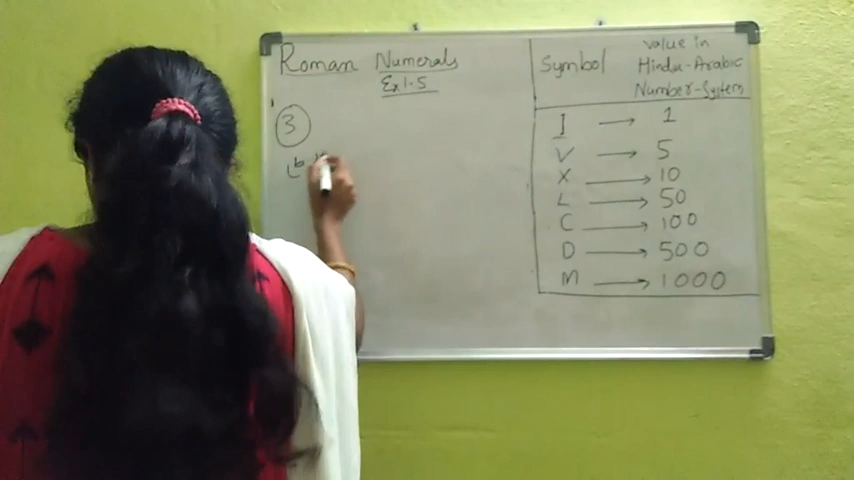 Roman Numerals
Ex 1.5
3
b
Symbol
value in
Hindu-Arabic
Number-System
I → 1
V → 5
X → 10
L → 50
C → 100
D → 500
M → 1000